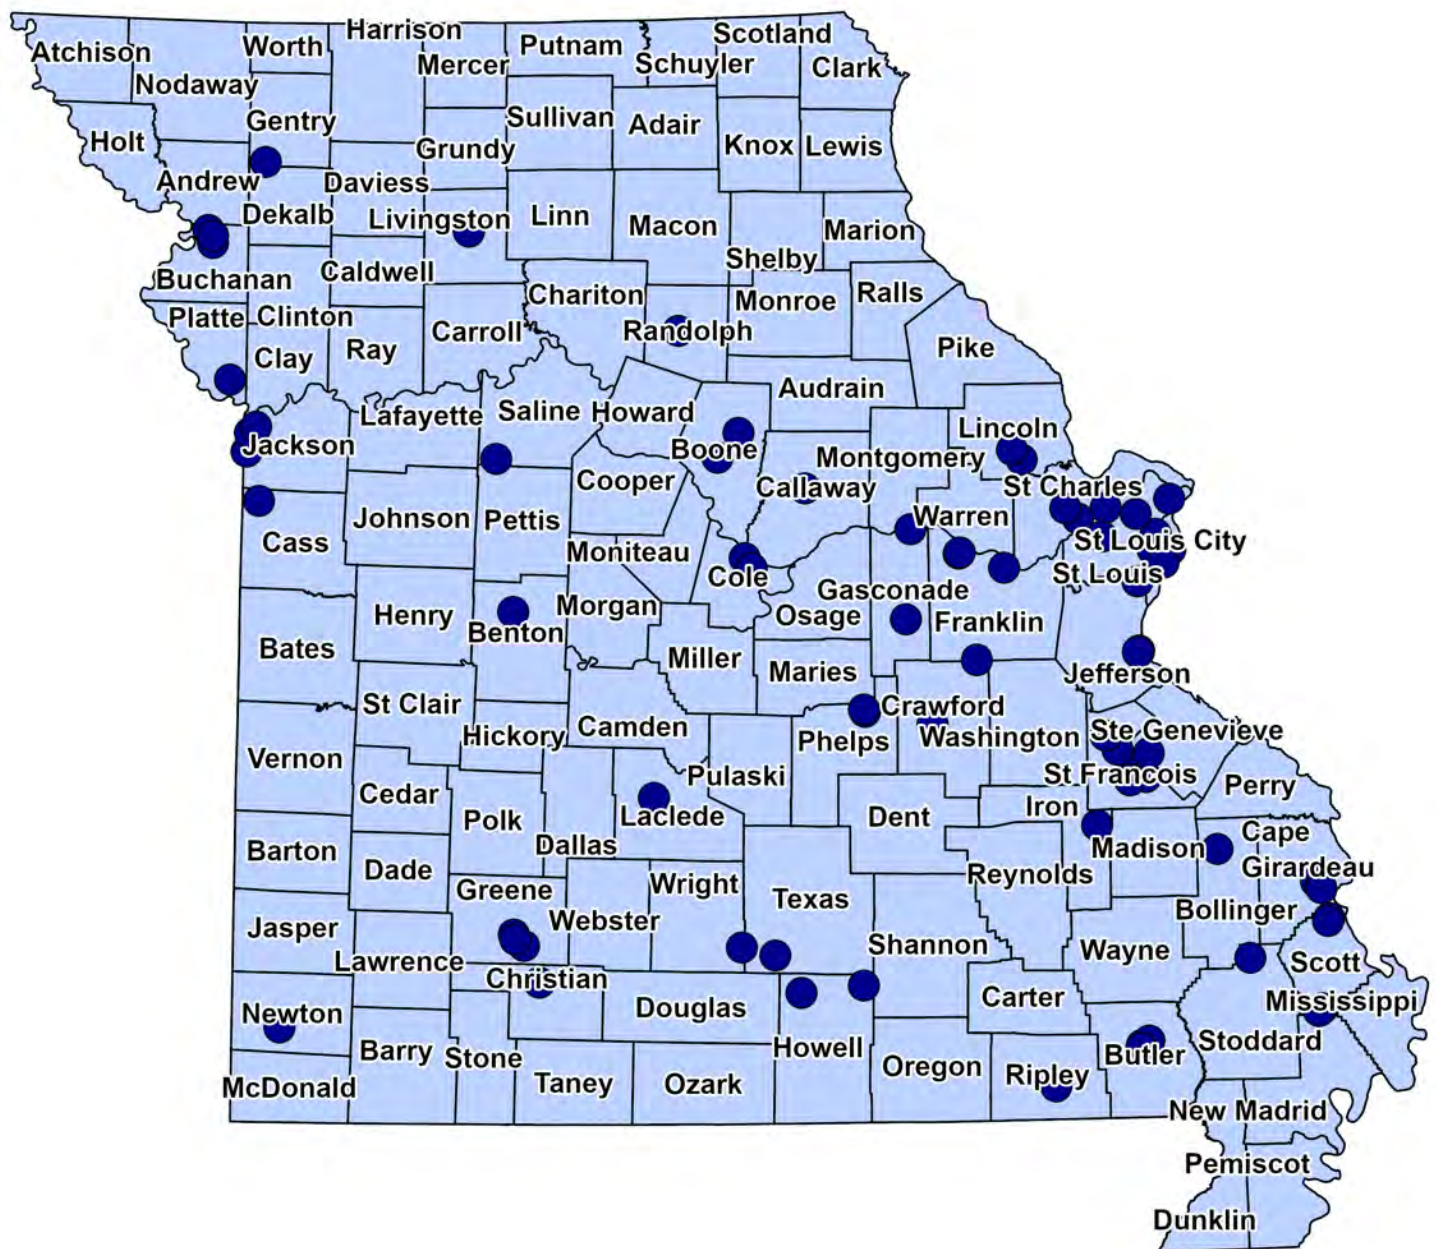 Atchison
Nodaway
Worth
Harrison
Mercer
Putnam
Schuyler
Scotland
Clark
Holt
Andrew
Gentry
Daviess
Grundy
Sullivan
Adair
Knox
Lewis
Dekalb
Livingston
Linn
Macon
Shelby
Marion
Buchanan
Caldwell
Chariton
Randolph
Monroe
Ralls
Platte
Clinton
Clay
Ray
Carroll
Pike
Audrain
Jackson
Lafayette
Saline
Howard
Boone
Callaway
Montgomery
Lincoln
St Charles
Cass
Johnson
Pettis
Cooper
Moniteau
Cole
Warren
St Louis City
St Louis
Gasconade
Osage
Franklin
Jefferson
Bates
Henry
Benton
Morgan
Miller
Maries
St Clair
Hickory
Camden
Phelps
Crawford
Washington
Ste Genevieve
St Francois
Perry
Vernon
Cedar
Polk
Dallas
Laclede
Pulaski
Dent
Iron
Madison
Cape
Girardeau
Barton
Dade
Greene
Webster
Wright
Texas
Reynolds
Bollinger
Jasper
Lawrence
Christian
Shannon
Wayne
Scott
Mississippi
Newton
Barry
Stone
Douglas
Howell
Carter
Butler
Stoddard
McDonald
Taney
Ozark
Oregon
Ripley
New Madrid
Pemiscot
Dunklin